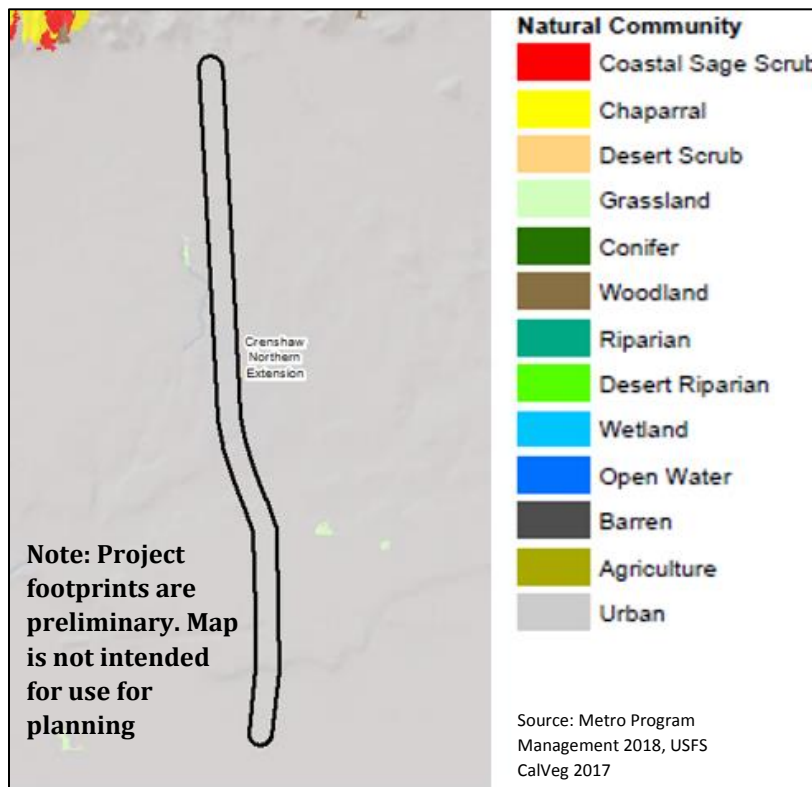 Crenshaw
Northern
Extension
Note: Project
footprints are
preliminary. Map
is not intended
for use for
planning
Natural Community
Coastal Sage Scrub
Chaparral
Desert Scrub
Grassland
Conifer
Woodland
Riparian
Desert Riparian
Wetland
Open Water
Barren
Agriculture
Urban
Source: Metro Program
Management 2018, USFS
CalVeg 2017